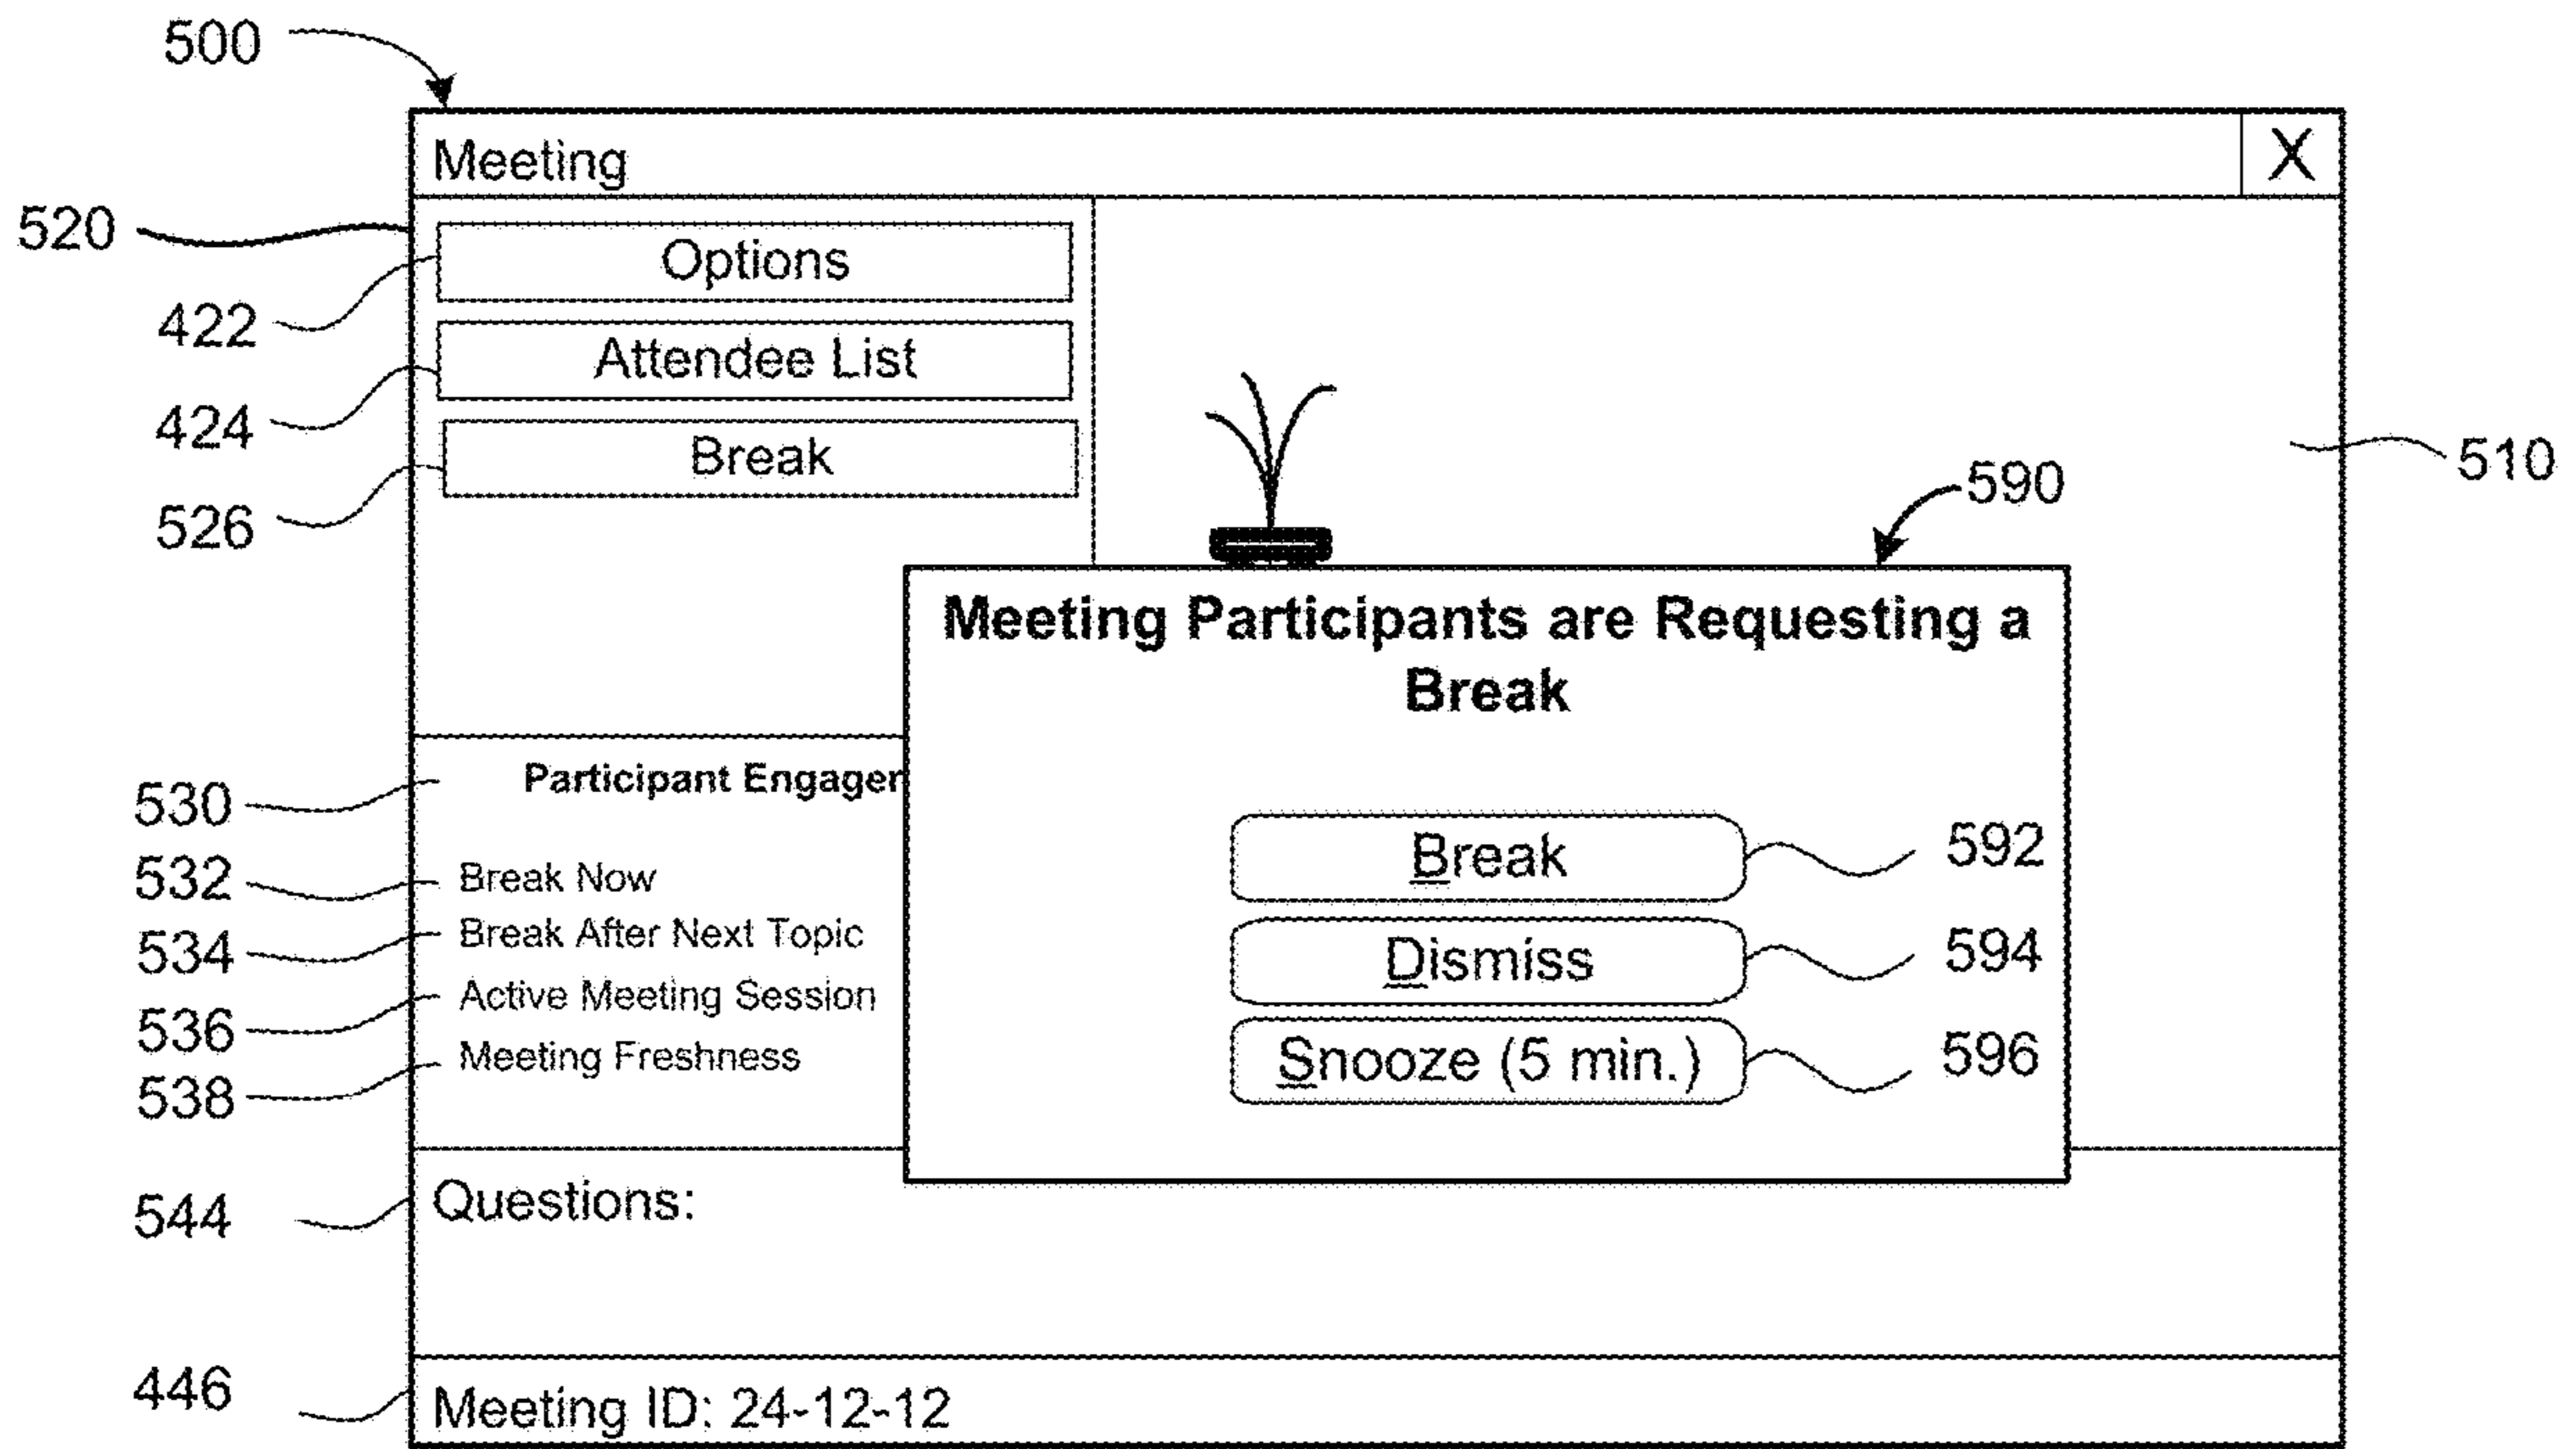 500
Meeting
X
520
Options
422
Attendee List
424
Break
510
590
526
Meeting Participants are Requesting a
Break
530
Participant Engager
592
Break
532
Break Now
534
Break After Next Topic
594
Dismiss
536
Active Meeting Session
596
Snooze (5 min.)
538
Meeting Freshness
544
Questions:
446
Meeting ID: 24-12-12